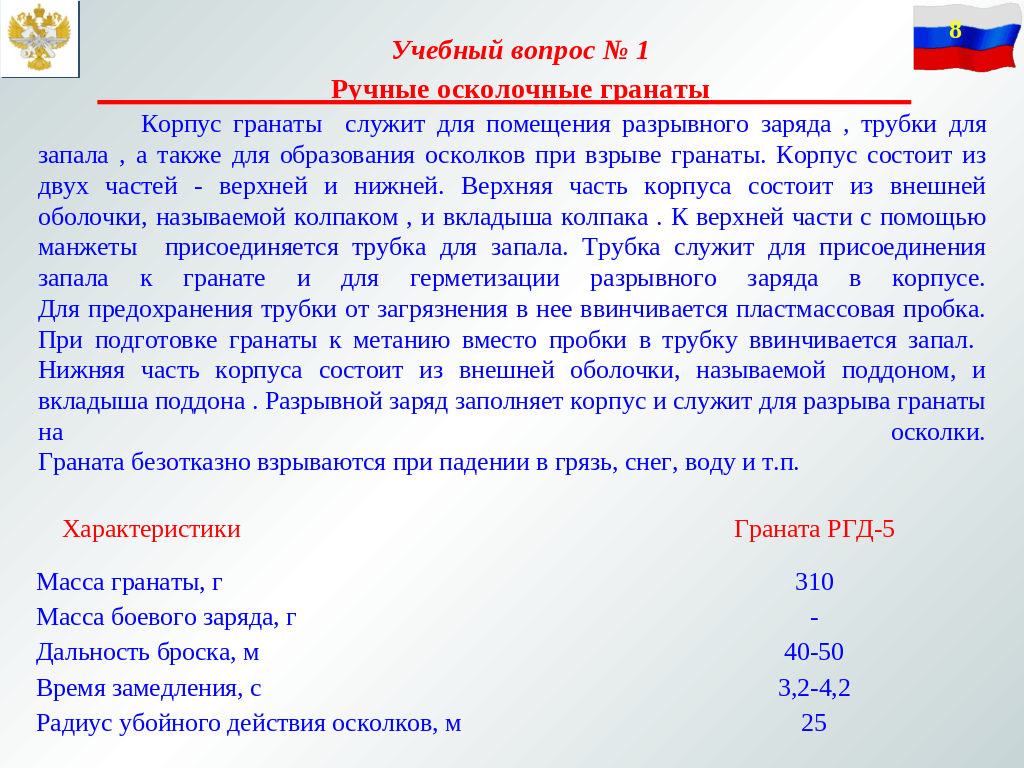 8
Учебный вопрос № 1
Ручные осколочные гранаты
Корпус гранаты служит для помещения разрывного заряда , трубки для
запала , а также для образования осколков при взрыве гранаты. Корпус состоит из
двух частей - верхней и нижней. Верхняя часть корпуса состоит из внешней
оболочки, называемой колпаком , и вкладыша колпака . К верхней части с помощью
манжеты присоединяется трубка для запала. Трубка служит для присоединения
запала к гранате и для герметизации разрывного заряда в корпусе.
Для предохранения трубки от загрязнения в нее ввинчивается пластмассовая пробка.
При подготовке гранаты к метанию вместо пробки в трубку ввинчивается запал.
Нижняя часть корпуса состоит из внешней оболочки, называемой поддоном, и
вкладыша поддона . Разрывной заряд заполняет корпус и служит для разрыва гранаты
на осколки.
Граната безотказно взрываются при падении в грязь, снег, воду и т.п.
Характеристики Граната РГД-5
Масса гранаты, г 310
Масса боевого заряда, г -
Дальность броска, м 40-50
Время замедления, с 3,2-4,2
Радиус убойного действия осколков, м 25